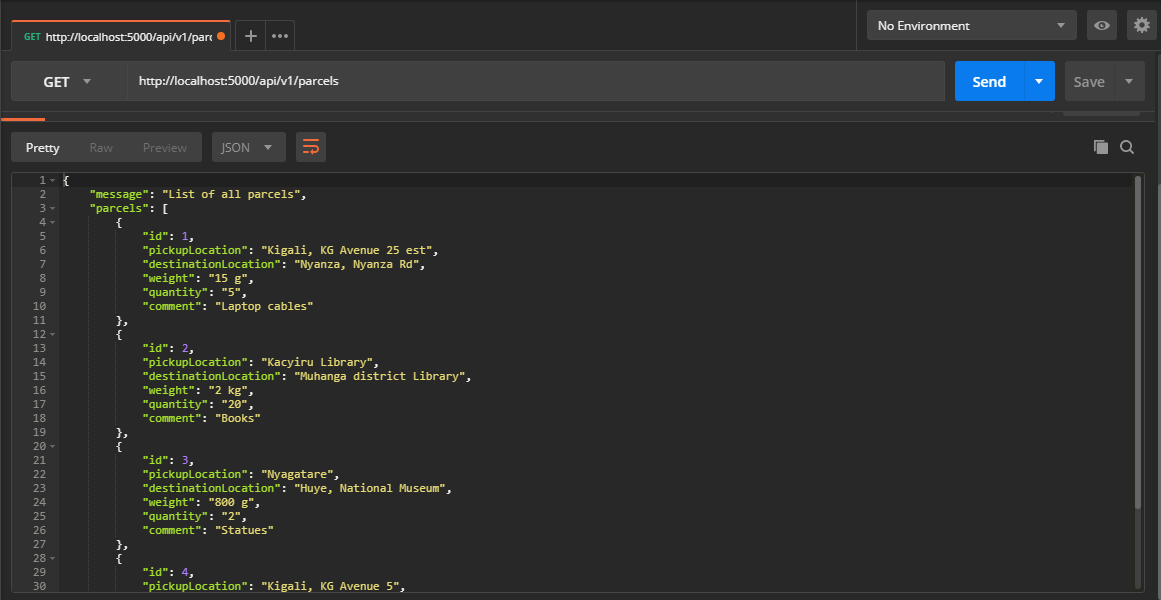 GET http://localhost:5000/api/v1/parc
No Environment
GET http://localhost:5000/api/v1/parcels Send Save
Pretty Raw Preview JSON
1 {
2 "message": "List of all parcels",
3 "parcels": [
4 {
5 "id": 1,
6 "pickupLocation": "Kigali, KG Avenue 25 est",
7 "destinationLocation": "Nyanza, Nyanza Rd",
8 "weight": "15 g",
9 "quantity": "5",
10 "comment": "Laptop cables"
11 },
12 {
13 "id": 2,
14 "pickupLocation": "Kacyiru Library",
15 "destinationLocation": "Muhanga district Library",
16 "weight": "2 kg",
17 "quantity": "20",
18 "comment": "Books"
19 },
20 {
21 "id": 3,
22 "pickupLocation": "Nyagatare",
23 "destinationLocation": "Huye, National Museum",
24 "weight": "800 g",
25 "quantity": "2",
26 "comment": "Statues"
27 },
28 {
29 "id": 4,
30 "pickupLocation": "Kigali, KG Avenue 5",